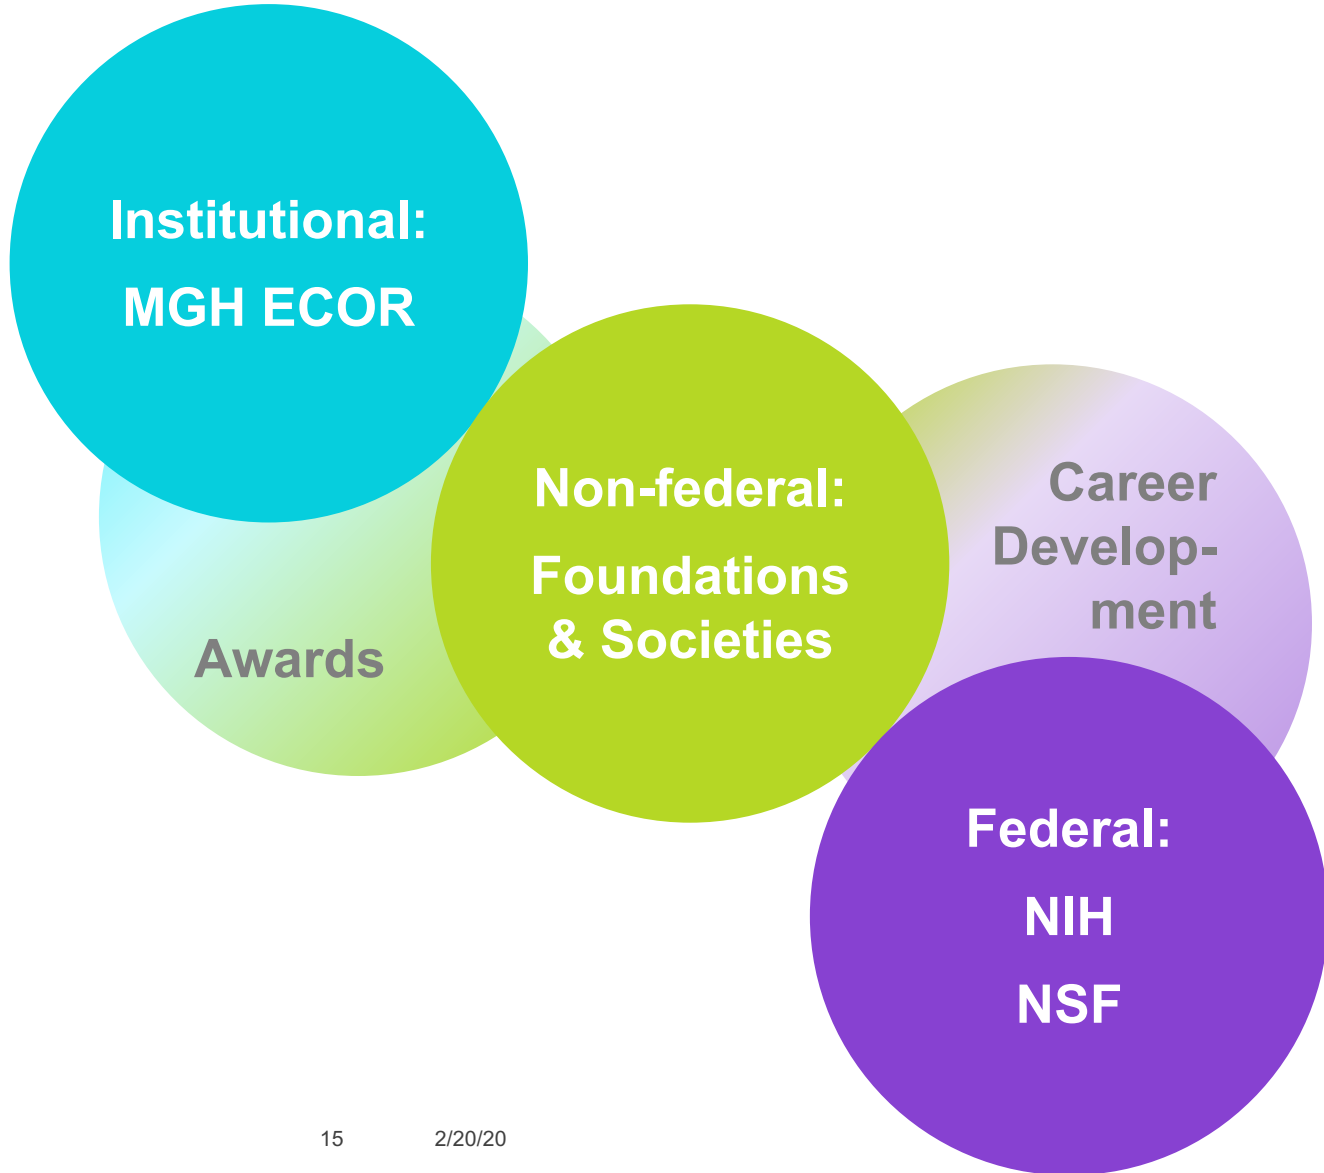 Institutional:
MGH ECOR
Awards
Non-federal:
Foundations
& Societies
Career
Develop-
ment
Federal:
NIH
NSF
15 2/20/20